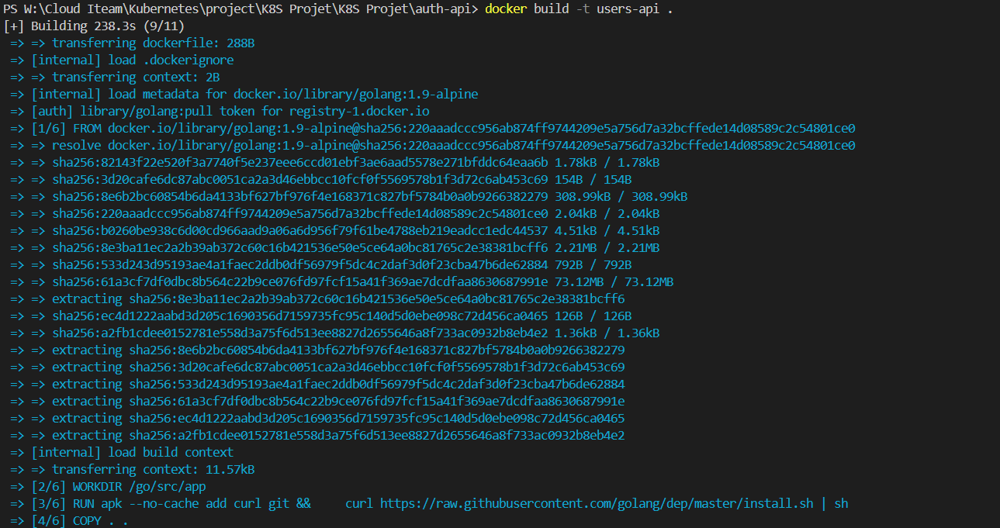 PS W:\Cloud Iteam\Kubernetes\project\K8S Projet\K8S Projet\auth-api> docker build -t users-api .
[+] Building 238.3s (9/11)
=> => transferring dockerfile: 288B
=> [internal] load .dockerignore
=> => transferring context: 2B
=> [internal] load metadata for docker.io/library/golang:1.9-alpine
=> [auth] library/golang:pull token for registry-1.docker.io
=> [1/6] FROM docker.io/library/golang:1.9-alpine@sha256:220aaadccc956ab874ff9744209e5a756d7a32bcffede14d08589c2c54801ce0
=> => resolve docker.io/library/golang:1.9-alpine@sha256:220aaadccc956ab874ff9744209e5a756d7a32bcffede14d08589c2c54801ce0
=> => sha256:82143f22e520f3a7740f5e237eee6ccd01ebf3ae6aad5578e271bfddc64eaa6b 1.78kB / 1.78kB
=> => sha256:3d20cafe6dc87abc0051ca2a3d46ebbcc10fcf0f5569578b1f3d72c6ab453c69 154B / 154B
=> => sha256:8e6b2bc60854b6da4133bf627bf976f4e168371c827bf5784b0a0b9266382279 308.99kB / 308.99kB
=> => sha256:220aaadccc956ab874ff9744209e5a756d7a32bcffede14d08589c2c54801ce0 2.04kB / 2.04kB
=> => sha256:b0260be938c6d00cd966aad9a06a6d956f79f61be4788eb219eadcc1edc44537 4.51kB / 4.51kB
=> => sha256:8e3ba11ec2a2b39ab372c60c16b421536e50e5ce64a0bc81765c2e38381bcff6 2.21MB / 2.21MB
=> => sha256:533d243d95193ae4a1faec2ddb0df56979f5dc4c2daf3d0f23cba47b6de62884 792B / 792B
=> => sha256:61a3cf7df0dbc8b564c22b9ce076fd97fcf15a41f369ae7dcdfaa8630687991e 73.12MB / 73.12MB
=> => extracting sha256:8e3ba11ec2a2b39ab372c60c16b421536e50e5ce64a0bc81765c2e38381bcff6
=> => sha256:ec4d1222aabd3d205c1690356d7159735fc95c140d5d0ebe098c72d456ca0465 126B / 126B
=> => sha256:a2fb1cdee0152781e558d3a75f6d513ee8827d2655646a8f733ac0932b8eb4e2 1.36kB / 1.36kB
=> => extracting sha256:8e6b2bc60854b6da4133bf627bf976f4e168371c827bf5784b0a0b9266382279
=> => extracting sha256:3d20cafe6dc87abc0051ca2a3d46ebbcc10fcf0f5569578b1f3d72c6ab453c69
=> => extracting sha256:533d243d95193ae4a1faec2ddb0df56979f5dc4c2daf3d0f23cba47b6de62884
=> => extracting sha256:61a3cf7df0dbc8b564c22b9ce076fd97fcf15a41f369ae7dcdfaa8630687991e
=> => extracting sha256:ec4d1222aabd3d205c1690356d7159735fc95c140d5d0ebe098c72d456ca0465
=> => extracting sha256:a2fb1cdee0152781e558d3a75f6d513ee8827d2655646a8f733ac0932b8eb4e2
=> [internal] load build context
=> => transferring context: 11.57kB
=> [2/6] WORKDIR /go/src/app
=> [3/6] RUN apk --no-cache add curl git &&     curl https://raw.githubusercontent.com/golang/dep/master/install.sh | sh
=> [4/6] COPY . .